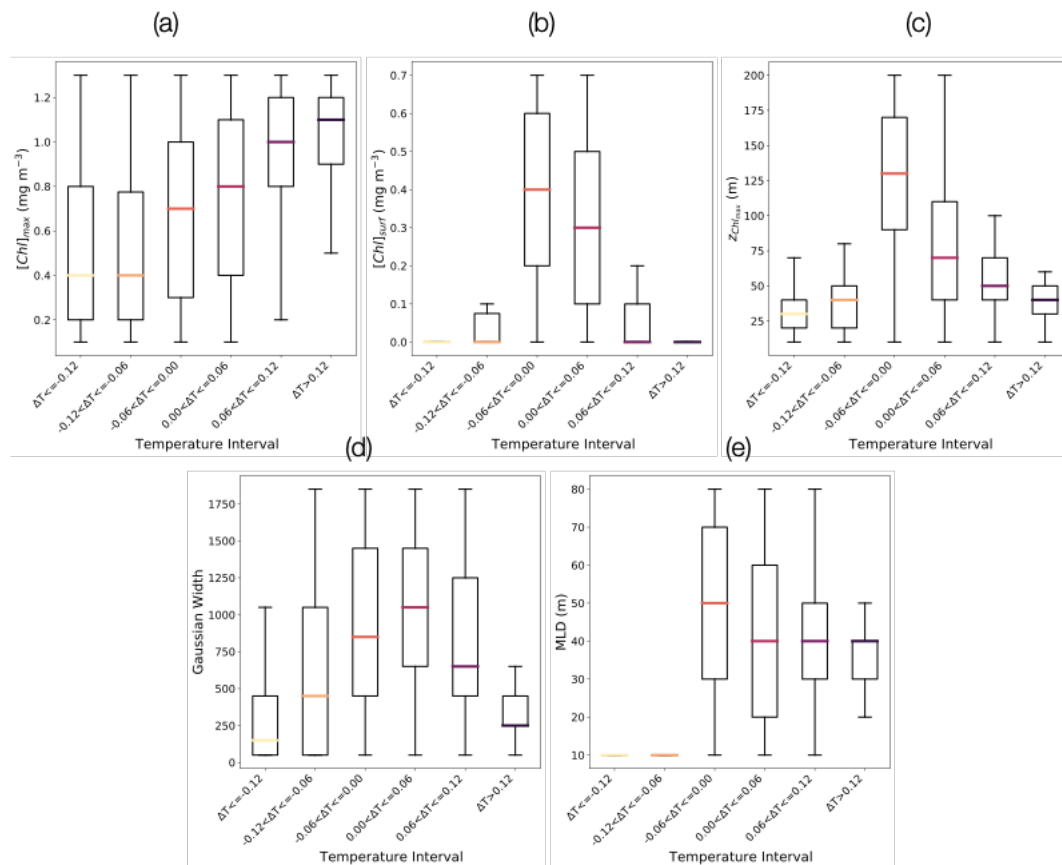 (a)
(b)
(c)
[Chl]max (mg m⁻³)
1.2
1.0
0.8
0.6
0.4
0.2
ΔT<=-0.12
-0.12<ΔT<=-0.06
-0.06<ΔT<=0.00
0.00<ΔT<=0.06
0.06<ΔT<=0.12
ΔT>0.12
Temperature Interval
[Chl]surf (mg m⁻³)
0.7
0.6
0.5
0.4
0.3
0.2
0.1
0.0
ΔT<=-0.12
-0.12<ΔT<=-0.06
-0.06<ΔT<=0.00
0.00<ΔT<=0.06
0.06<ΔT<=0.12
ΔT>0.12
Temperature Interval
zChlmax (m)
200
175
150
125
100
75
50
25
ΔT<=-0.12
-0.12<ΔT<=-0.06
-0.06<ΔT<=0.00
0.00<ΔT<=0.06
0.06<ΔT<=0.12
ΔT>0.12
Temperature Interval
(d)
(e)
Gaussian Width
1750
1500
1250
1000
750
500
250
0
ΔT<=-0.12
-0.12<ΔT<=-0.06
-0.06<ΔT<=0.00
0.00<ΔT<=0.06
0.06<ΔT<=0.12
ΔT>0.12
Temperature Interval
MLD (m)
80
70
60
50
40
30
20
10
ΔT<=-0.12
-0.12<ΔT<=-0.06
-0.06<ΔT<=0.00
0.00<ΔT<=0.06
0.06<ΔT<=0.12
ΔT>0.12
Temperature Interval